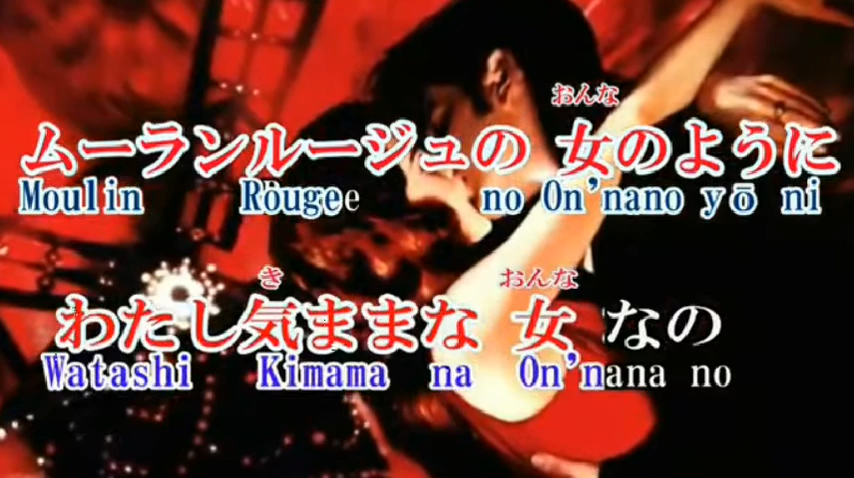 おんな
ムーランルージュの 女のように
Moulin Rougee no On’nano yō ni
き おんな
わたし気ままな 女 なの
Watashi Kimama na On’nana no